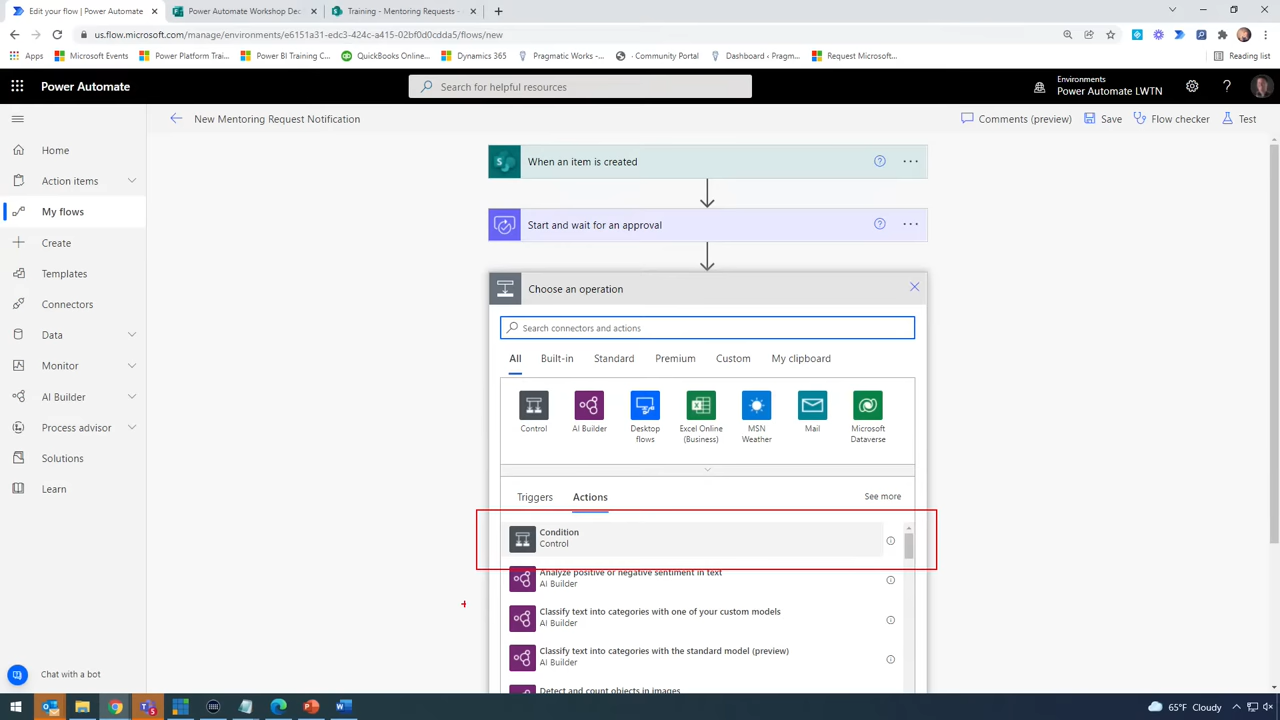 Edit your flow | Power Automate
Power Automate Workshop Dec
Training - Mentoring Requests -
us.flow.microsoft.com/manage/environments/e6151a31-edc3-424c-a415-02bf0d0cdda5/flows/new
Apps
Microsoft Events
Power Platform Trai...
Power BI Training C...
QuickBooks Online...
Dynamics 365
Pragmatic Works -...
· Community Portal
Dashboard ‹ Pragm...
Request Microsoft...
Reading list
Power Automate
Search for helpful resources
Environments
Power Automate LWTN
New Mentoring Request Notification
Comments (preview)
Save
Flow checker
Test
Home
Action items
My flows
Create
Templates
Connectors
Data
Monitor
AI Builder
Process advisor
Solutions
Learn
Chat with a bot
When an item is created
Start and wait for an approval
Choose an operation
Search connectors and actions
All
Built-in
Standard
Premium
Custom
My clipboard
Control
AI Builder
Desktop
flows
Excel Online
(Business)
MSN
Weather
Mail
Microsoft
Dataverse
Triggers
Actions
See more
Condition
Control
Analyze positive or negative sentiment in text
AI Builder
Classify text into categories with one of your custom models
AI Builder
Classify text into categories with the standard model (preview)
AI Builder
Detect and count objects in images
65°F Cloudy